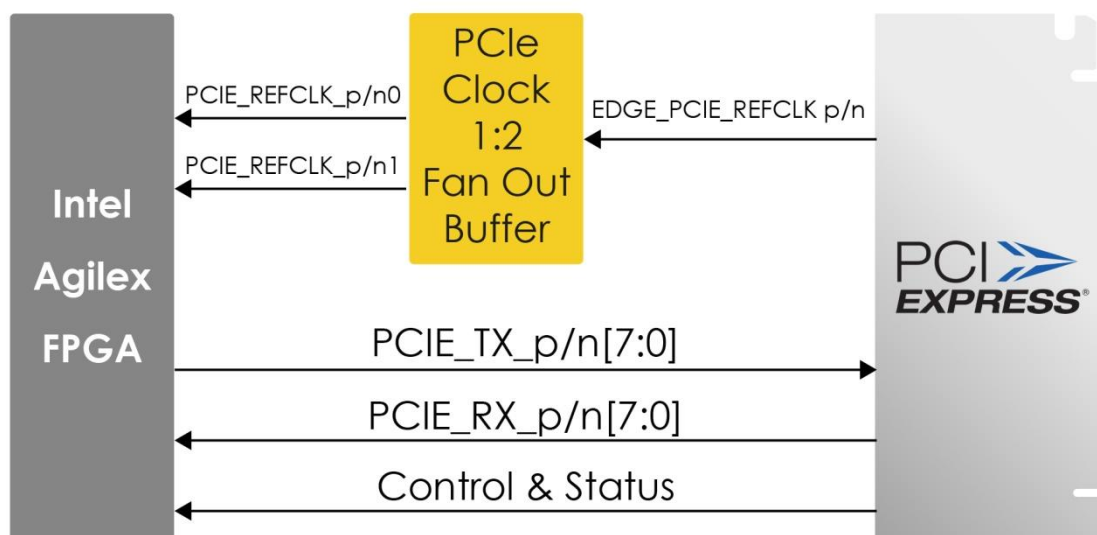 PCIe
Clock
1:2
Fan Out
Buffer
PCIE_REFCLK_p/n0
PCIE_REFCLK_p/n1
EDGE_PCIE_REFCLK p/n
Intel
Agilex
FPGA
PCI
EXPRESS®
PCIE_TX_p/n[7:0]
PCIE_RX_p/n[7:0]
Control & Status